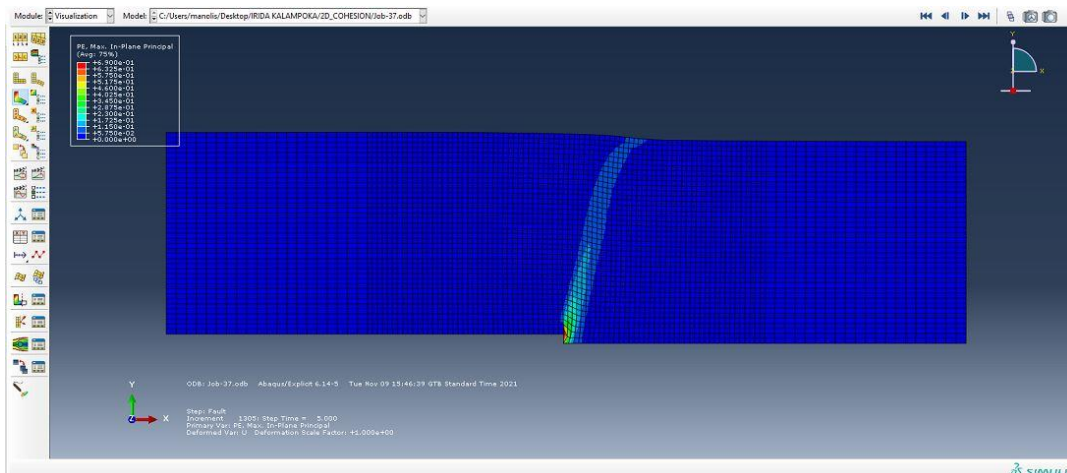 Module: Visualization Model: C:/Users/manolis/Desktop/IRIDA KALAMPOKA/2D_COHESION/Job-37.odb
PE, Max. In-Plane Principal
(Avg: 75%)
+6.900e-01
+6.325e-01
+5.750e-01
+5.175e-01
+4.600e-01
+4.025e-01
+3.450e-01
+2.875e-01
+2.300e-01
+1.725e-01
+1.150e-01
+5.750e-02
+0.000e+00
Y
Z
X
Y
Z
X
ODB: Job-37.odb Abaqus/Explicit 6.14-5 Tue Nov 09 15:46:39 GTB Standard Time 2021
Step: Fault
Increment 1305: Step Time = 5.000
Primary Var: PE, Max. In-Plane Principal
Deformed Var: U Deformation Scale Factor: +1.000e+00